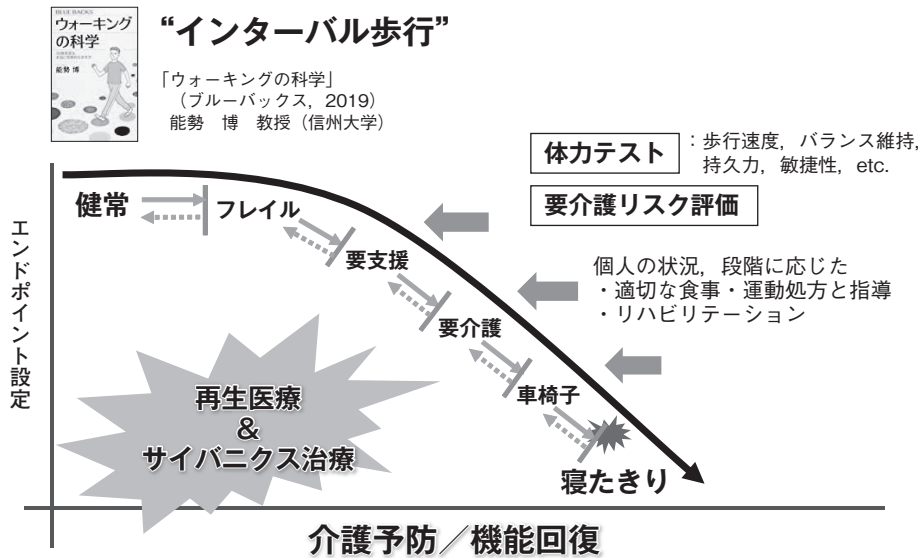 BLUE BACKS
ウォーキング
の科学
能勢 博
“インターバル歩行”
「ウォーキングの科学」
（ブルーバックス，2019）
能勢　博　教授（信州大学）
体力テスト
：歩行速度，バランス維持，
持久力，敏捷性，etc.
要介護リスク評価
個人の状況，段階に応じた
・適切な食事・運動処方と指導
・リハビリテーション
エンドポイント設定
健常
フレイル
要支援
要介護
車椅子
寝たきり
再生医療
＆
サイバニクス治療
介護予防／機能回復